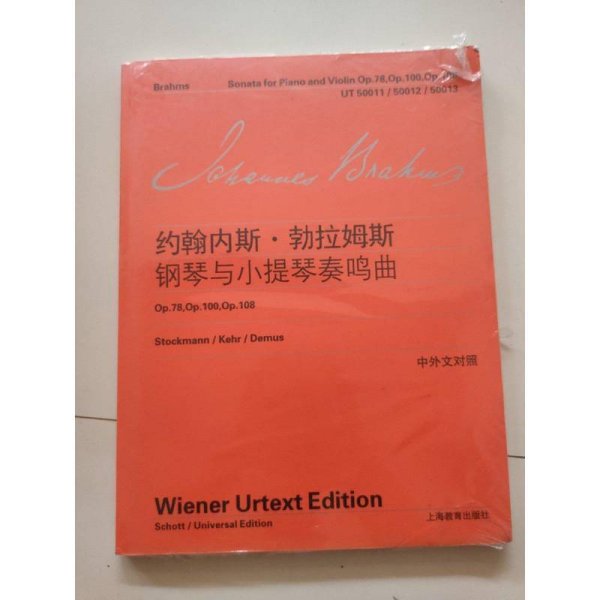 Brahms Sonata for Piano and Violin Op.78,Op.100,Op.108
UT 50011 / 50012 / 50013
Johannes Brahms
约翰内斯·勃拉姆斯
钢琴与小提琴奏鸣曲
Op.78,Op.100,Op.108
Stockmann / Kehr / Demus
中外文对照
Wiener Urtext Edition
Schott / Universal Edition 上海教育出版社